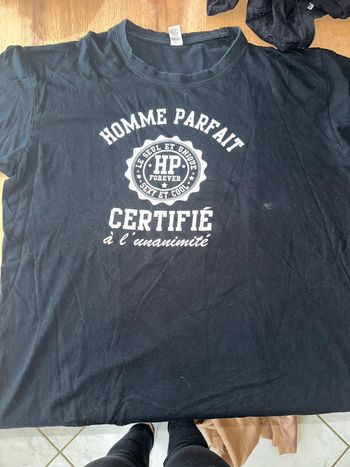 HOMME PARFAIT
LE SEUL ET UNIQUE
HP
FOREVER
SEXY ET COOL
CERTIFIÉ
à l'unanimité